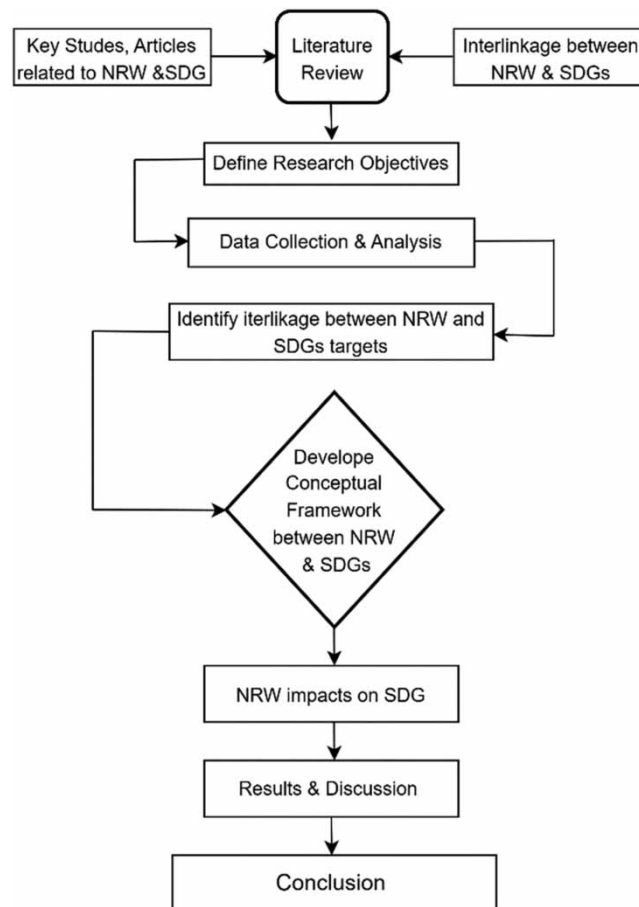 Key Studes, Articles
related to NRW &SDG
Literature
Review
Interlinkage between
NRW & SDGs
Define Research Objectives
Data Collection & Analysis
Identify iterlikage between NRW and
SDGs targets
Develope
Conceptual
Framework
between NRW
& SDGs
NRW impacts on SDG
Results & Discussion
Conclusion